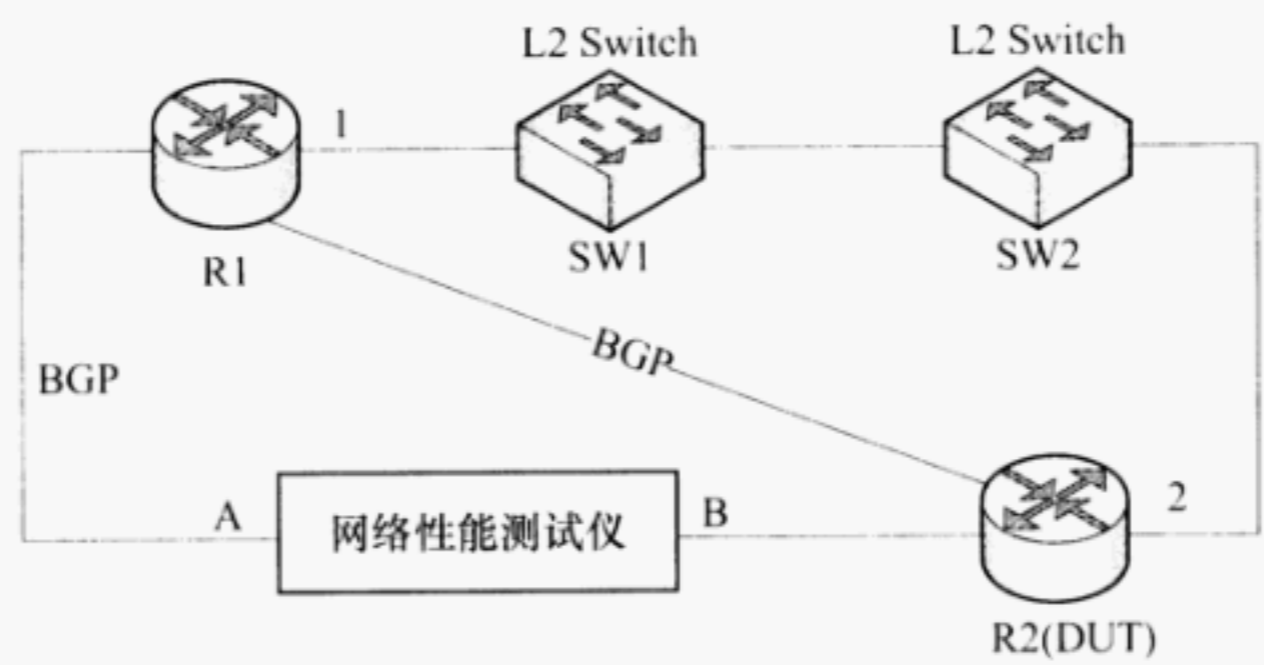 L2 Switch
L2 Switch
1
R1
SW1
SW2
BGP
BGP
A
网络性能测试仪
B
2
R2(DUT)